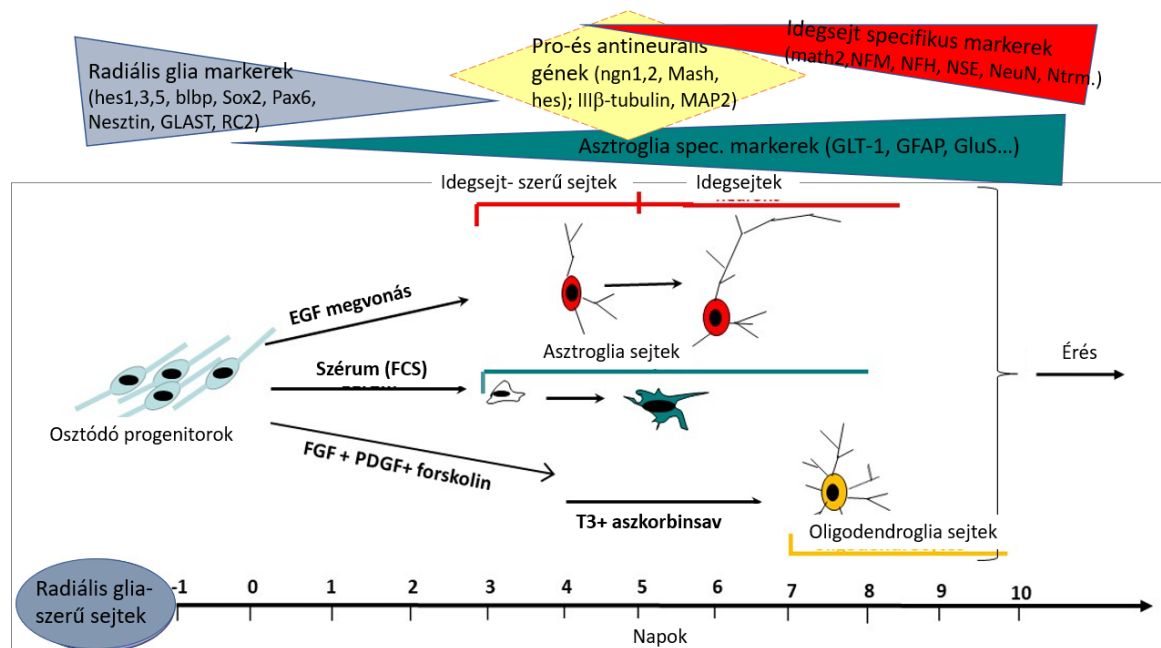 Radiális glia markerek
(hes1,3,5, blbp, Sox2, Pax6,
Nesztin, GLAST, RC2)
Pro-és antineurális
gének (ngn1,2, Mash,
hes); IIIβ-tubulin, MAP2)
Idegsejt specifikus markerek
(math2,NFM, NFH, NSE, NeuN, Ntrm.)
Asztroglia spec. markerek (GLT-1, GFAP, GluS...)
Idegsejt- szerű sejtek
Idegsejtek
EGF megvonás
Asztroglia sejtek
Szérum (FCS)
Érés
Osztódó progenitorok
FGF + PDGF+ forskolin
T3+ aszkorbinsav
Oligodendroglia sejtek
Radiális glia-
szerű sejtek
-1 0 1 2 3 4 5 6 7 8 9 10
Napok